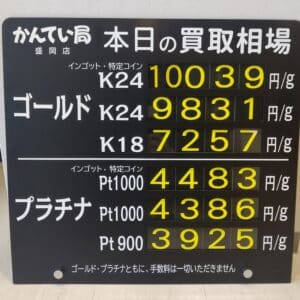 かんてい局 盛岡店 本日の買取相場
インゴット・特定コイン
K24 10039円/g
ゴールド K24 9831円/g
K18 7257円/g
インゴット・特定コイン
Pt1000 4483円/g
プラチナ Pt1000 4386円/g
Pt900 3925円/g
ゴールド・プラチナともに、手数料は一切いただきません